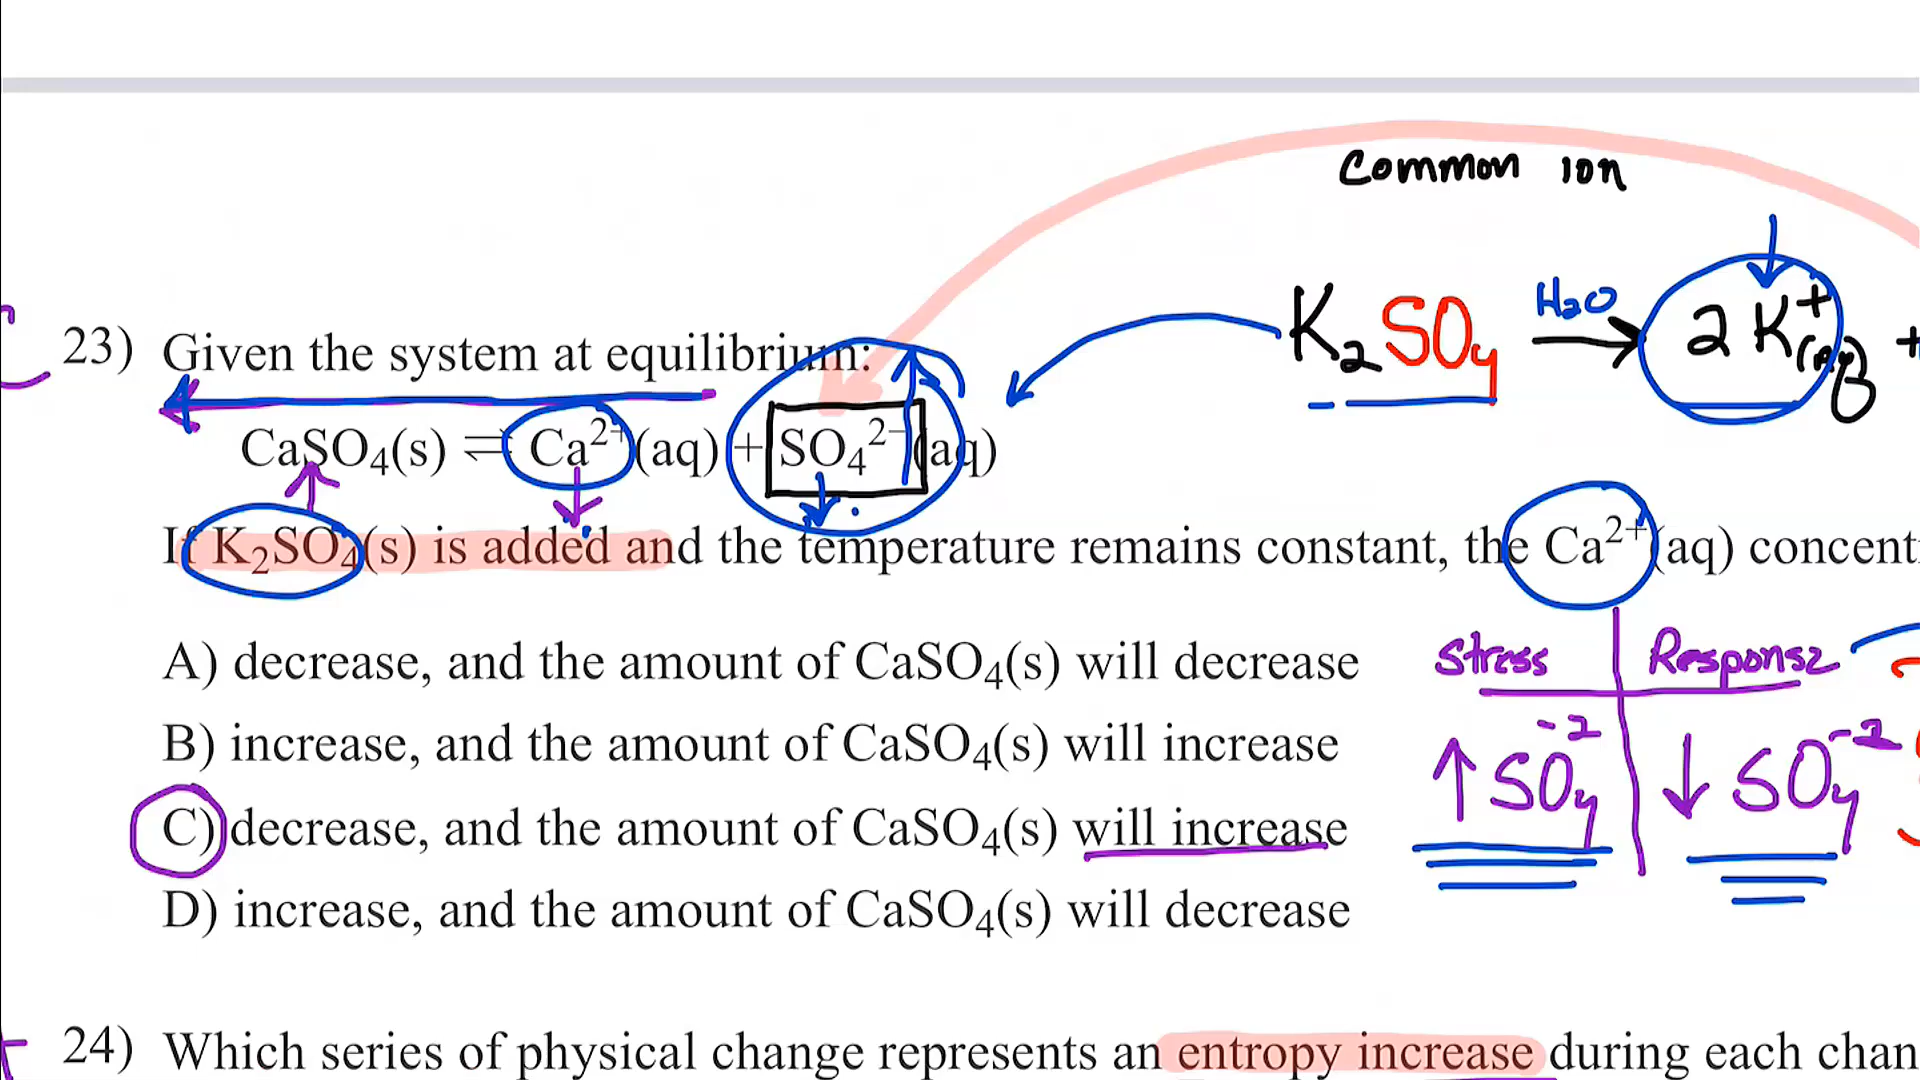 Common ion
K₂SO₄ H₂O → 2K⁺(aq) +
23) Given the system at equilibrium:
CaSO₄(s) ⇌ Ca²⁺(aq) + SO₄²⁻(aq)
If K₂SO₄(s) is added and the temperature remains constant, the Ca²⁺(aq) concent
A) decrease, and the amount of CaSO₄(s) will decrease
B) increase, and the amount of CaSO₄(s) will increase
C) decrease, and the amount of CaSO₄(s) will increase
D) increase, and the amount of CaSO₄(s) will decrease
Stress Response
↑ SO₄⁻² ↓ SO₄⁻²
24) Which series of physical change represents an entropy increase during each chan